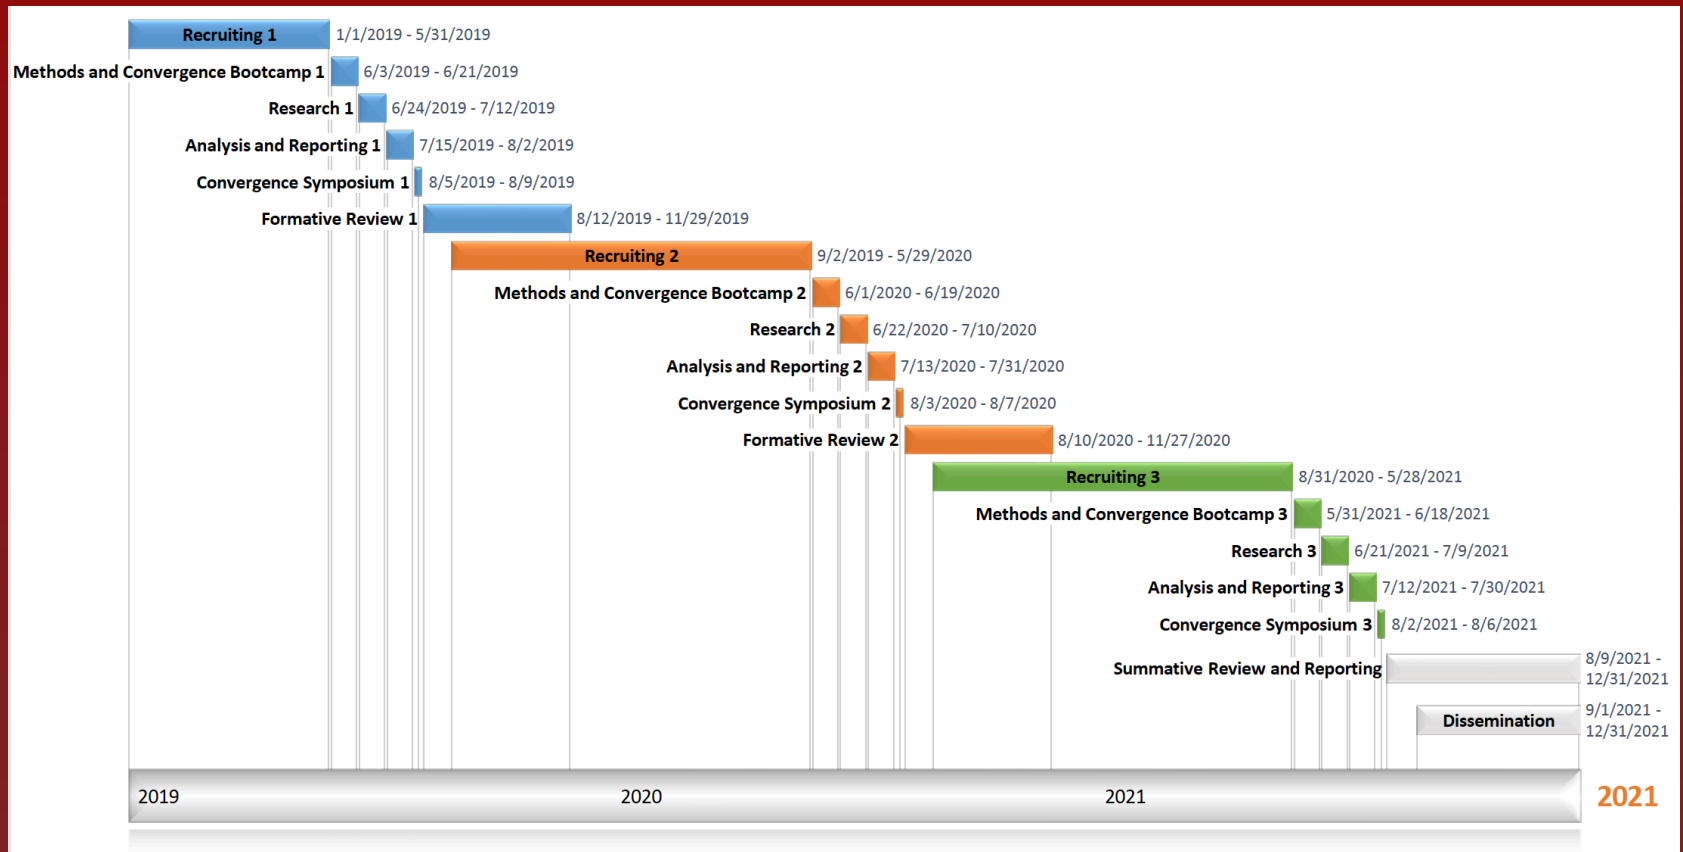 Recruiting 1 1/1/2019 - 5/31/2019
Methods and Convergence Bootcamp 1 6/3/2019 - 6/21/2019
Research 1 6/24/2019 - 7/12/2019
Analysis and Reporting 1 7/15/2019 - 8/2/2019
Convergence Symposium 1 8/5/2019 - 8/9/2019
Formative Review 1 8/12/2019 - 11/29/2019
Recruiting 2 9/2/2019 - 5/29/2020
Methods and Convergence Bootcamp 2 6/1/2020 - 6/19/2020
Research 2 6/22/2020 - 7/10/2020
Analysis and Reporting 2 7/13/2020 - 7/31/2020
Convergence Symposium 2 8/3/2020 - 8/7/2020
Formative Review 2 8/10/2020 - 11/27/2020
Recruiting 3 8/31/2020 - 5/28/2021
Methods and Convergence Bootcamp 3 5/31/2021 - 6/18/2021
Research 3 6/21/2021 - 7/9/2021
Analysis and Reporting 3 7/12/2021 - 7/30/2021
Convergence Symposium 3 8/2/2021 - 8/6/2021
Summative Review and Reporting 8/9/2021 -
12/31/2021
Dissemination 9/1/2021 -
12/31/2021
2019 2020 2021 2021